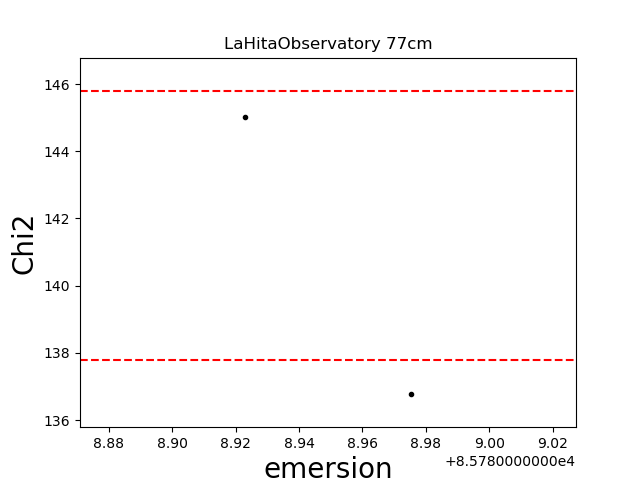 LaHitaObservatory 77cm
146
144
142
140
138
136
Chi2
8.88 8.90 8.92 8.94 8.96 8.98 9.00 9.02
+8.5780000000e4
emersion